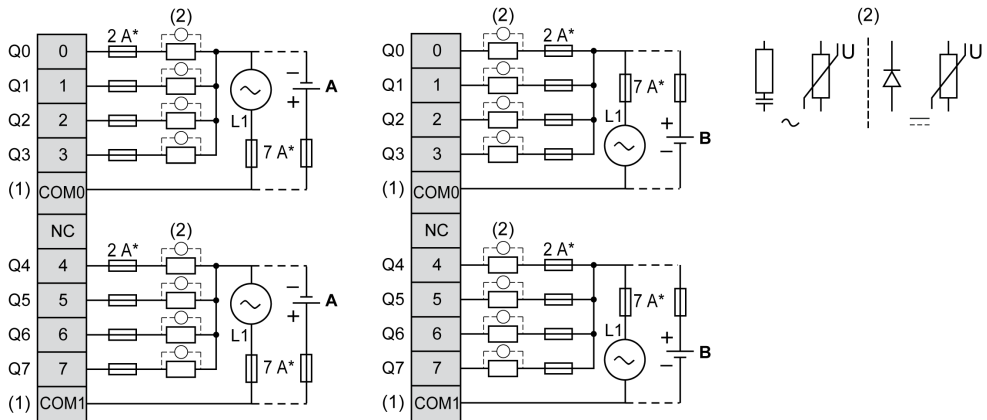 (2) (2) (2)
2 A* 2 A*
Q0 0 Q0 0 U U
Q1 1 − A Q1 1 7 A*
+
Q2 2 L1 Q2 2 L1 +
B
Q3 3 7 A* Q3 3 −
(1) COM0 (1) COM0
NC NC
(2) (2)
2 A* 2 A*
Q4 4 Q4 4
Q5 5 − A Q5 5 7 A*
+
Q6 6 L1 Q6 6 L1 +
B
Q7 7 7 A* Q7 7 −
(1) COM1 (1) COM1